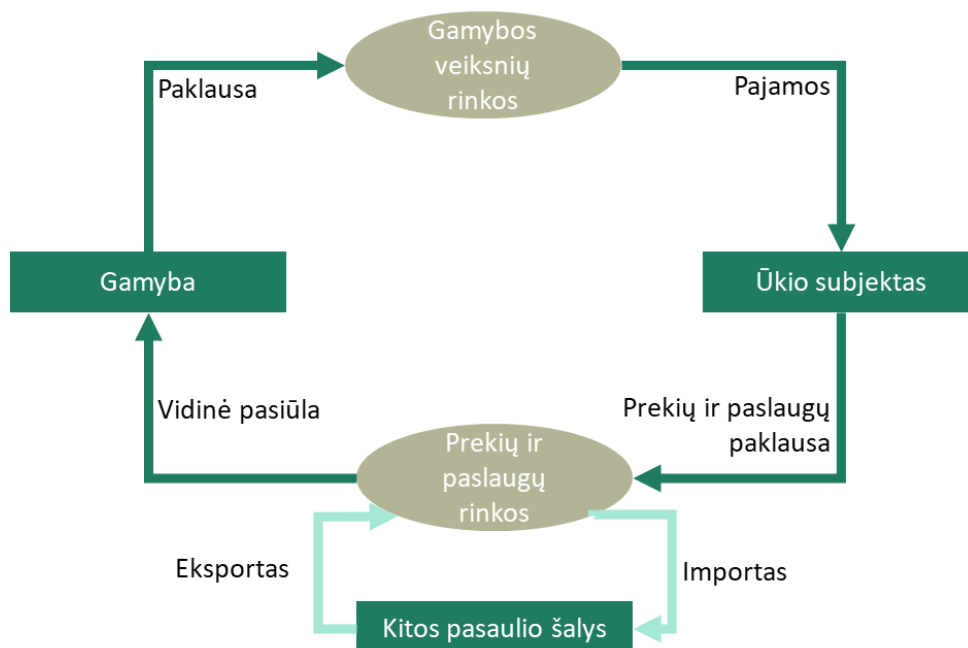 Gamybos
veiksnių
rinkos
Paklausa
Pajamos
Gamyba
Ūkio subjektas
Vidinė pasiūla
Prekių ir paslaugų
paklausa
Prekių ir
paslaugų
rinkos
Eksportas
Importas
Kitos pasaulio šalys